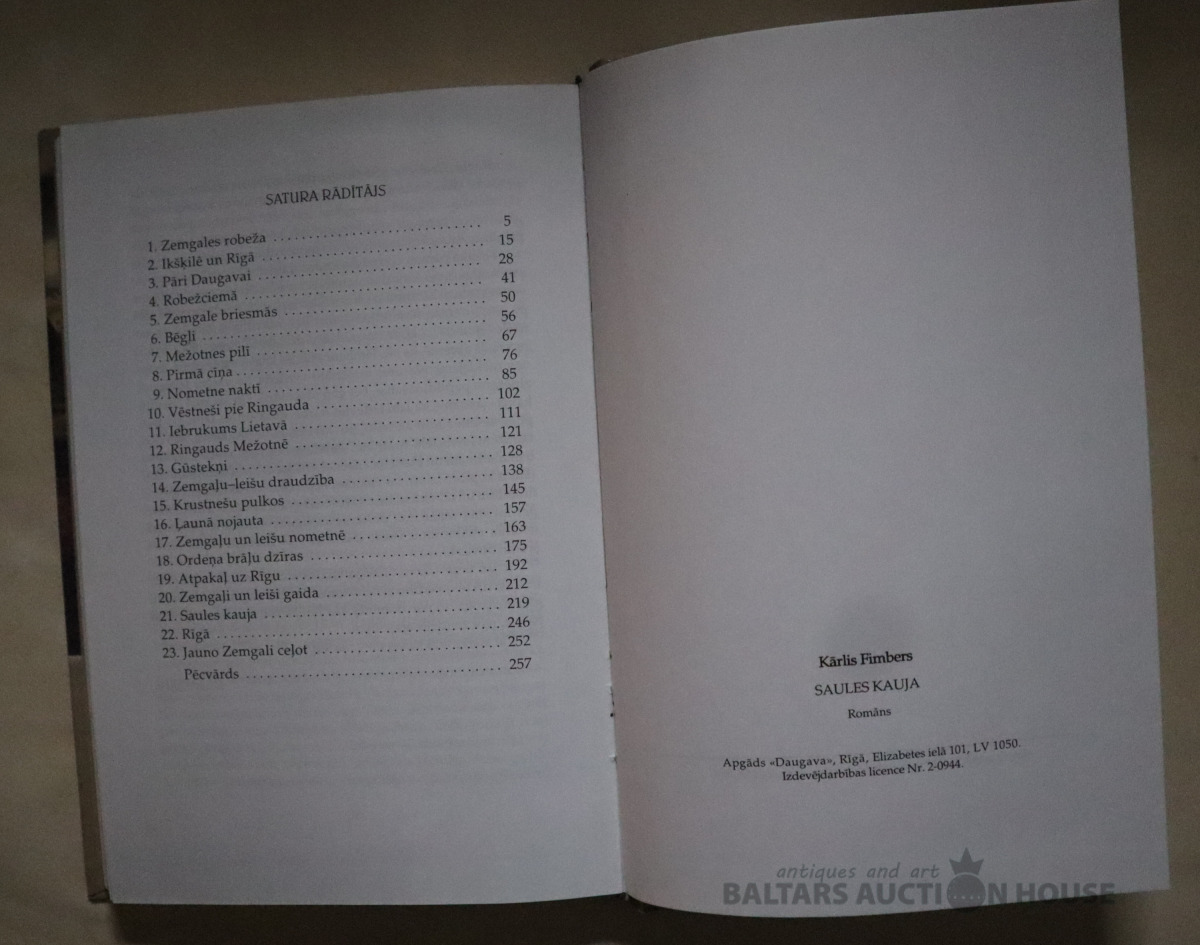 SATURA RĀDĪTĀJS
1. Zemgales robeža . . . . . . . . . . . . . . . . . . . . . . . . . . . . . . 5
2. Ikšķilē un Rīgā . . . . . . . . . . . . . . . . . . . . . . . . . . . . . . 15
3. Pāri Daugavai . . . . . . . . . . . . . . . . . . . . . . . . . . . . . . 28
4. Robežciemā . . . . . . . . . . . . . . . . . . . . . . . . . . . . . . 41
5. Zemgale briesmās . . . . . . . . . . . . . . . . . . . . . . . . . . . . . . 50
6. Bēgļi . . . . . . . . . . . . . . . . . . . . . . . . . . . . . . 56
7. Mežotnes pilī . . . . . . . . . . . . . . . . . . . . . . . . . . . . . . 67
8. Pirmā cīņa . . . . . . . . . . . . . . . . . . . . . . . . . . . . . . 76
9. Nometne naktī . . . . . . . . . . . . . . . . . . . . . . . . . . . . . . 85
10. Vēstneši pie Ringauda . . . . . . . . . . . . . . . . . . . . . . . . . 102
11. Iebrukums Lietavā . . . . . . . . . . . . . . . . . . . . . . . . . 111
12. Ringauds Mežotnē . . . . . . . . . . . . . . . . . . . . . . . . . 121
13. Gūstekņi . . . . . . . . . . . . . . . . . . . . . . . . . 128
14. Zemgaļu–leišu draudzība . . . . . . . . . . . . . . . . . . . . . 138
15. Krustnešu pulkos . . . . . . . . . . . . . . . . . . . . . . . . . 145
16. Ļaunā nojauta . . . . . . . . . . . . . . . . . . . . . . . . . 157
17. Zemgaļu un leišu nometnē . . . . . . . . . . . . . . . . . . . . 163
18. Ordeņa brāļu dzīras . . . . . . . . . . . . . . . . . . . . . . . . . 175
19. Atpakaļ uz Rīgu . . . . . . . . . . . . . . . . . . . . . . . . . 192
20. Zemgaļi un leiši gaida . . . . . . . . . . . . . . . . . . . . . . . 212
21. Saules kauja . . . . . . . . . . . . . . . . . . . . . . . . . 219
22. Rīgā . . . . . . . . . . . . . . . . . . . . . . . . . 246
23. Jauno Zemgali ceļot . . . . . . . . . . . . . . . . . . . . . . . . . 252
Pēcvārds . . . . . . . . . . . . . . . . . . . . . . . . . 257
Kārlis Fimbers
SAULES KAUJA
Romāns
Apgāds «Daugava», Rīgā, Elizabetes ielā 101, LV 1050.
Izdevējdarbības licence Nr. 2-0944.
antiques and art
BALTARS AUCTION HOUSE